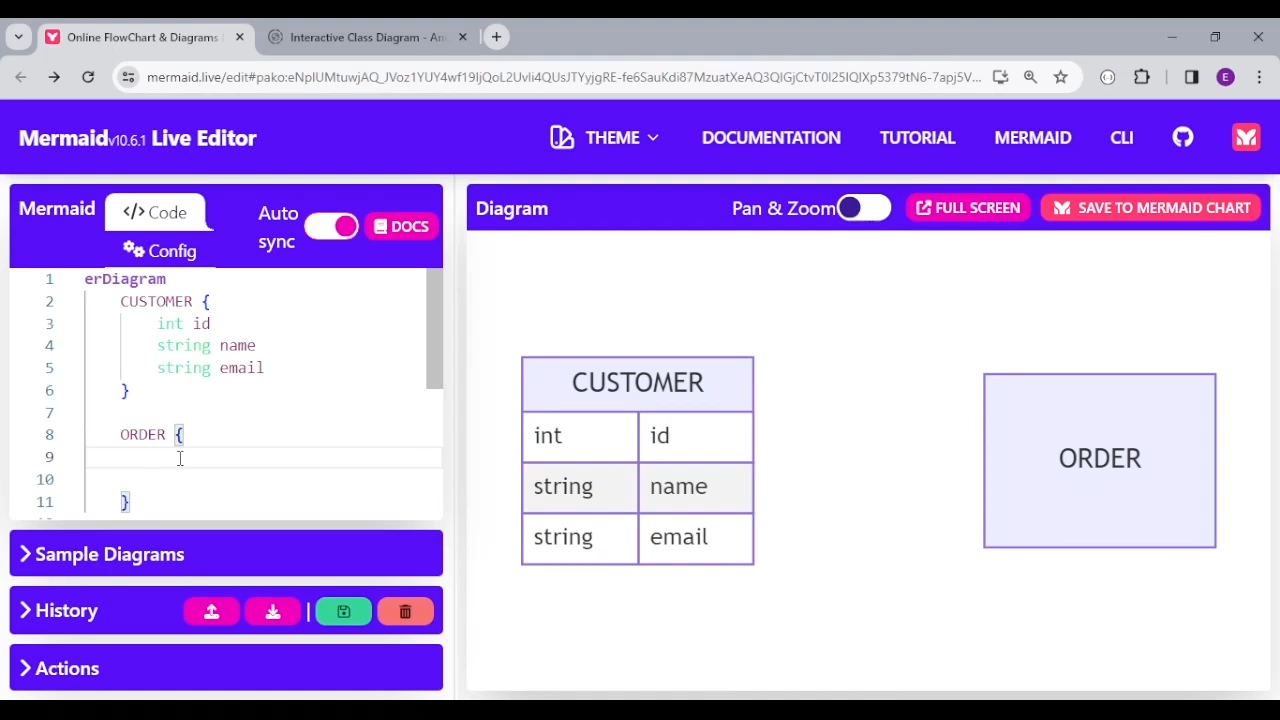 Online FlowChart & Diagrams
Interactive Class Diagram - An
mermaid.live/edit#pako:eNpIUMtuwjAQ_JVoz1YUY4wf19IjQoL2Uvli4QUsJTYyjgRE-fe6SauKdi87MzuatXeAQ3QIGjCtvT0l25IQIXp5379tN6-7apj5V...
Mermaid v10.6.1 Live Editor
THEME
DOCUMENTATION
TUTORIAL
MERMAID
CLI
Mermaid
</> Code
Auto sync
DOCS
Config
1 erDiagram
2 CUSTOMER {
3 int id
4 string name
5 string email
6 }
7
8 ORDER {
9
10
11 }
Sample Diagrams
History
Actions
Diagram
Pan & Zoom
FULL SCREEN
SAVE TO MERMAID CHART
CUSTOMER
int id
string name
string email
ORDER
E